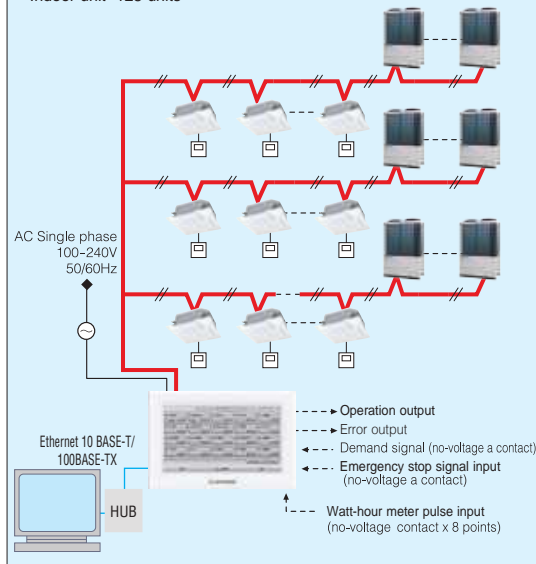 AC Single phase
100-240V
50/60Hz
Ethernet 10 BASE-T/
100BASE-TX
HUB
Operation output
Error output
Demand signal (no-voltage a contact)
Emergency stop signal input
(no-voltage a contact)
Watt-hour meter pulse input
(no-voltage contact x 8 points)